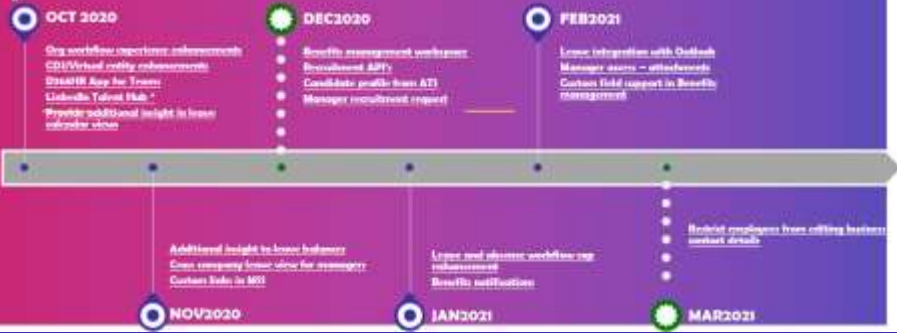 OCT 2020
Org workflow experience enhancements
CDS/Virtual entity enhancements
D365HR App for Teams
LinkedIn Talent Hub *
Provide additional insight in leave
calendar views
DEC2020
Benefits management workspace
Recruitment API's
Candidate profile from ATS
Manager recruitment request
FEB2021
Leave integration with Outlook
Manager assess – attachments
Custom field support in Benefits
management
Additional insight to leave balances
Cross company leave view for managers
Custom links in MSS
NOV2020
Leave and absence workflow exp
enhancement
Benefits notifications
JAN2021
Restrict employees from editing business
contact details
MAR2021